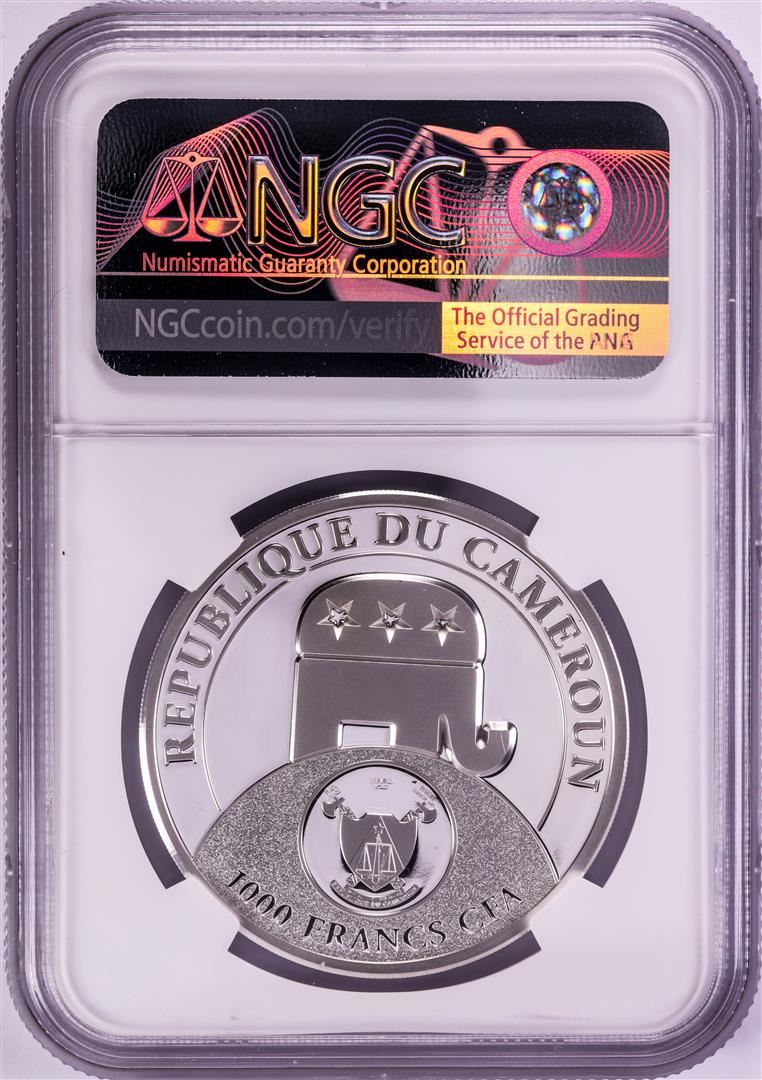 NGC
Numismatic Guaranty Corporation
NGCcoin.com/verify
The Official Grading
Service of the ANA
REPUBLIQUE DU CAMEROUN
1000 FRANCS CFA